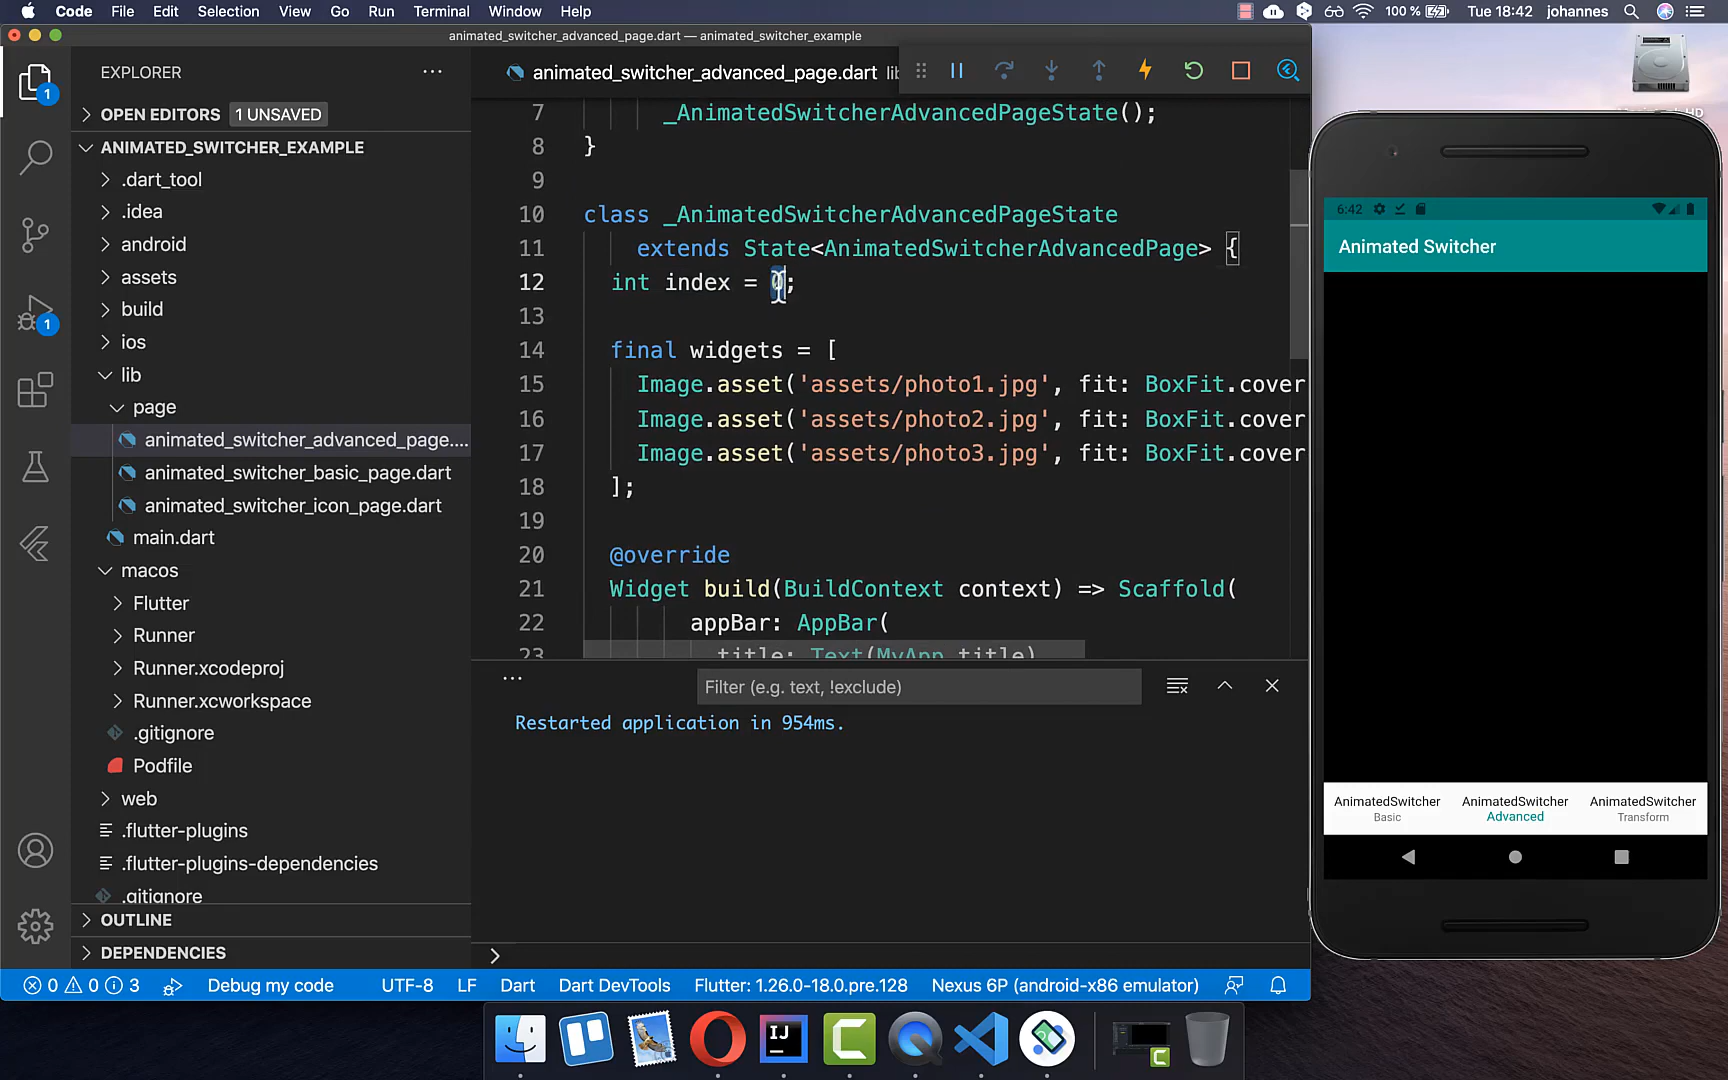 Code File Edit Selection View Go Run Terminal Window Help
100 % Tue 18:42 johannes
animated_switcher_advanced_page.dart — animated_switcher_example
EXPLORER
animated_switcher_advanced_page.dart
OPEN EDITORS 1 UNSAVED
ANIMATED_SWITCHER_EXAMPLE
.dart_tool
.idea
android
assets
build
ios
lib
page
animated_switcher_advanced_page....
animated_switcher_basic_page.dart
animated_switcher_icon_page.dart
main.dart
macos
Flutter
Runner
Runner.xcodeproj
Runner.xcworkspace
.gitignore
Podfile
web
.flutter-plugins
.flutter-plugins-dependencies
.gitignore
OUTLINE
DEPENDENCIES
1
1
7 _AnimatedSwitcherAdvancedPageState();
8 }
9
10 class _AnimatedSwitcherAdvancedPageState
11 extends State<AnimatedSwitcherAdvancedPage> {
12 int index = 0;
13
14 final widgets = [
15 Image.asset('assets/photo1.jpg', fit: BoxFit.cover
16 Image.asset('assets/photo2.jpg', fit: BoxFit.cover
17 Image.asset('assets/photo3.jpg', fit: BoxFit.cover
18 ];
19
20 @override
21 Widget build(BuildContext context) => Scaffold(
22 appBar: AppBar(
23 title: Text(MyApp.title)
Filter (e.g. text, !exclude)
Restarted application in 954ms.
0 0 3 Debug my code UTF-8 LF Dart Dart DevTools Flutter: 1.26.0-18.0.pre.128 Nexus 6P (android-x86 emulator)
6:42
Animated Switcher
AnimatedSwitcher AnimatedSwitcher AnimatedSwitcher
Basic Advanced Transform
IJ